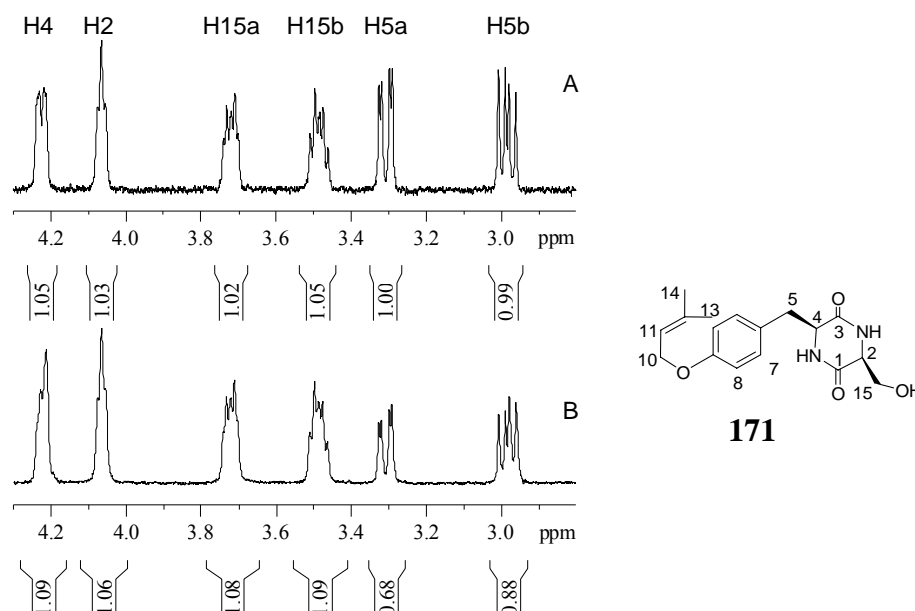 H4 H2 H15a H15b H5a H5b
A
4.2 4.0 3.8 3.6 3.4 3.2 3.0 ppm
1.05 1.03 1.02 1.05 1.00 0.99
B
4.2 4.0 3.8 3.6 3.4 3.2 3.0 ppm
1.09 1.06 1.08 1.09 0.68 0.88
14
13
11
10
O
8
7
5
4
3
O
NH
HN
2
1
O
15
OH
171